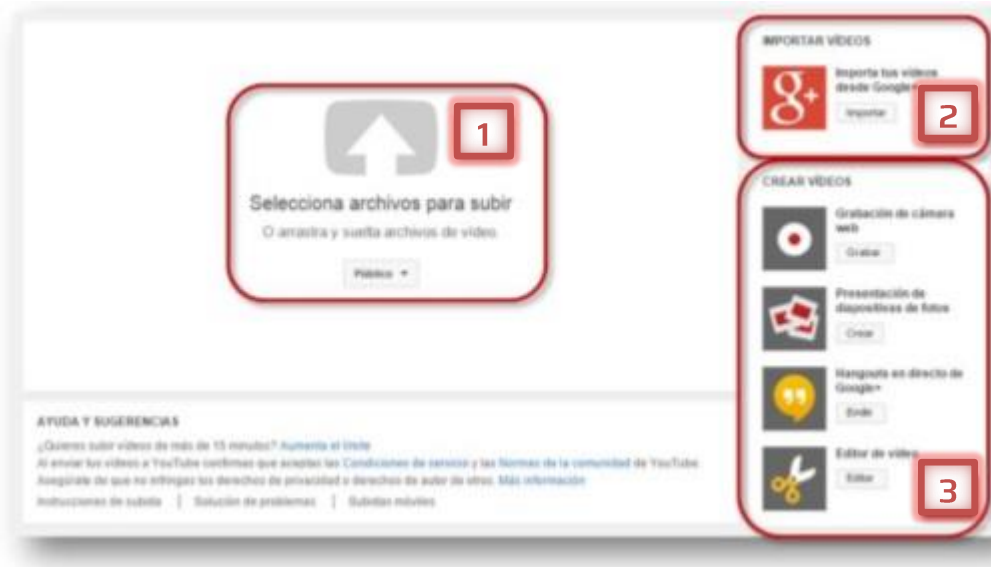 1
Selecciona archivos para subir
O arrastra y suelta archivos de vídeo
Público
IMPORTAR VÍDEOS
Importa tus vídeos
desde Google+
Importar
2
CREAR VÍDEOS
Grabación de cámara
web
Grabar
Presentación de
diapositivas de fotos
Crear
Hangouts en directo de
Google+
Editor de vídeo
Editar
3
AYUDA Y SUGERENCIAS
¿Quieres subir vídeos de más de 15 minutos? Aumenta el límite
Al enviar tus vídeos a YouTube confirmas que aceptas las Condiciones de servicio y las Normas de la comunidad de YouTube.
Asegúrate de que no infringes los derechos de privacidad o derechos de autor de otros. Más información
Instrucciones de subida | Solución de problemas | Subidas móviles